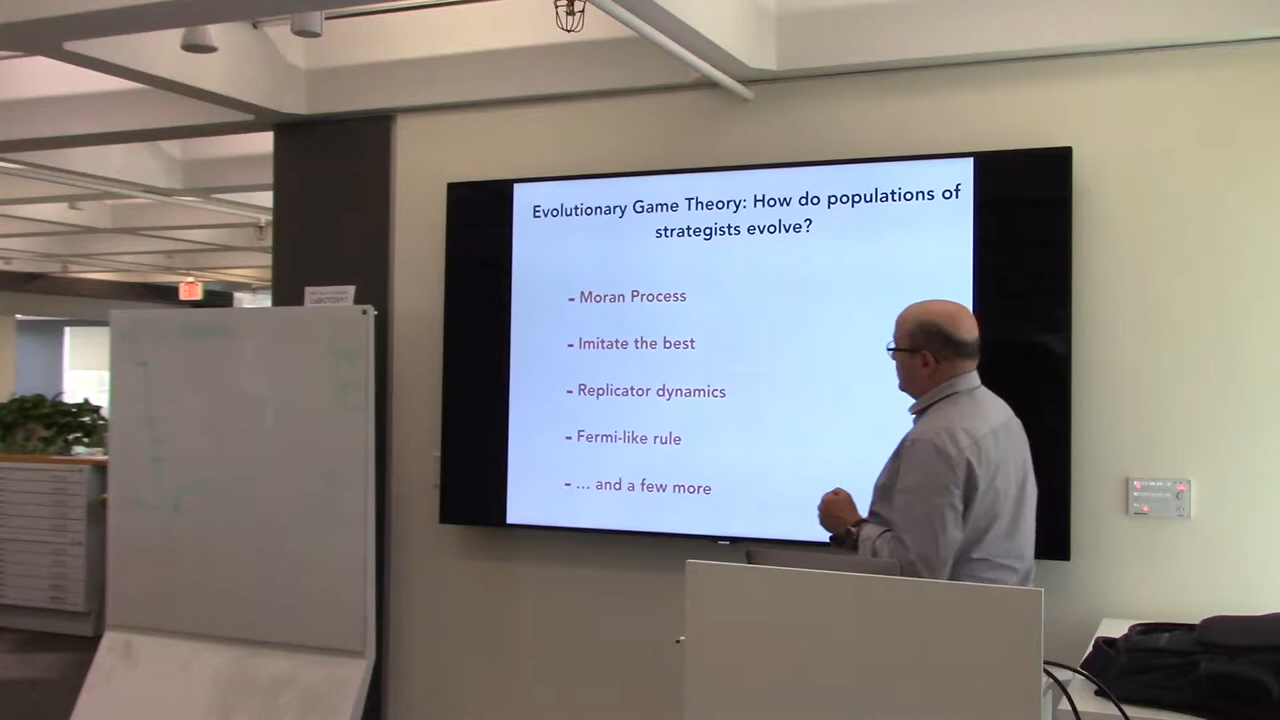 Evolutionary Game Theory: How do populations of
strategists evolve?
- Moran Process
- Imitate the best
- Replicator dynamics
- Fermi-like rule
- ... and a few more